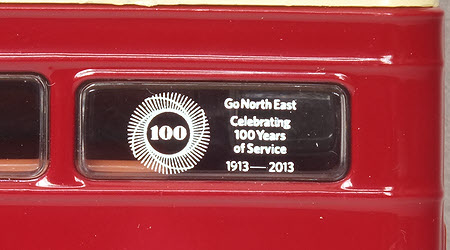 100
Go North East
Celebrating
100 Years
of Service
1913—2013